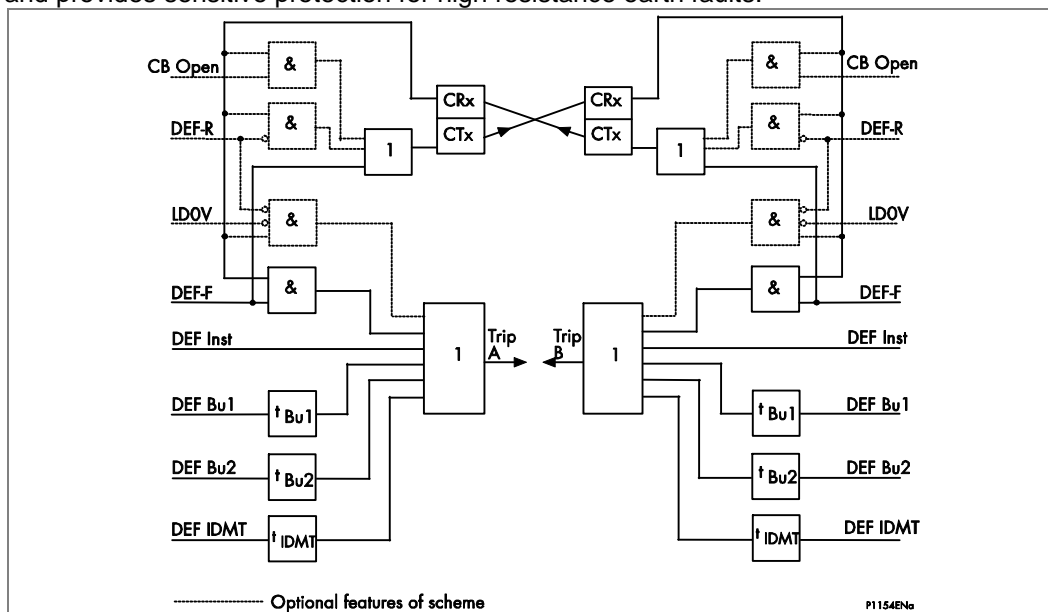 and provides sensitive protection for high resistance earth faults.
CB Open & & CB Open
CRx CRx
DEF-R & CTx CTx & DEF-R
1 1
LD0V & & LD0V
DEF-F & & DEF-F
DEF Inst Trip A Trip B DEF Inst
1 1
DEF Bu1 t Bu1 t Bu1 DEF Bu1
DEF Bu2 t Bu2 t Bu2 DEF Bu2
DEF IDMT t IDMT t IDMT DEF IDMT
Optional features of scheme
P1154ENa